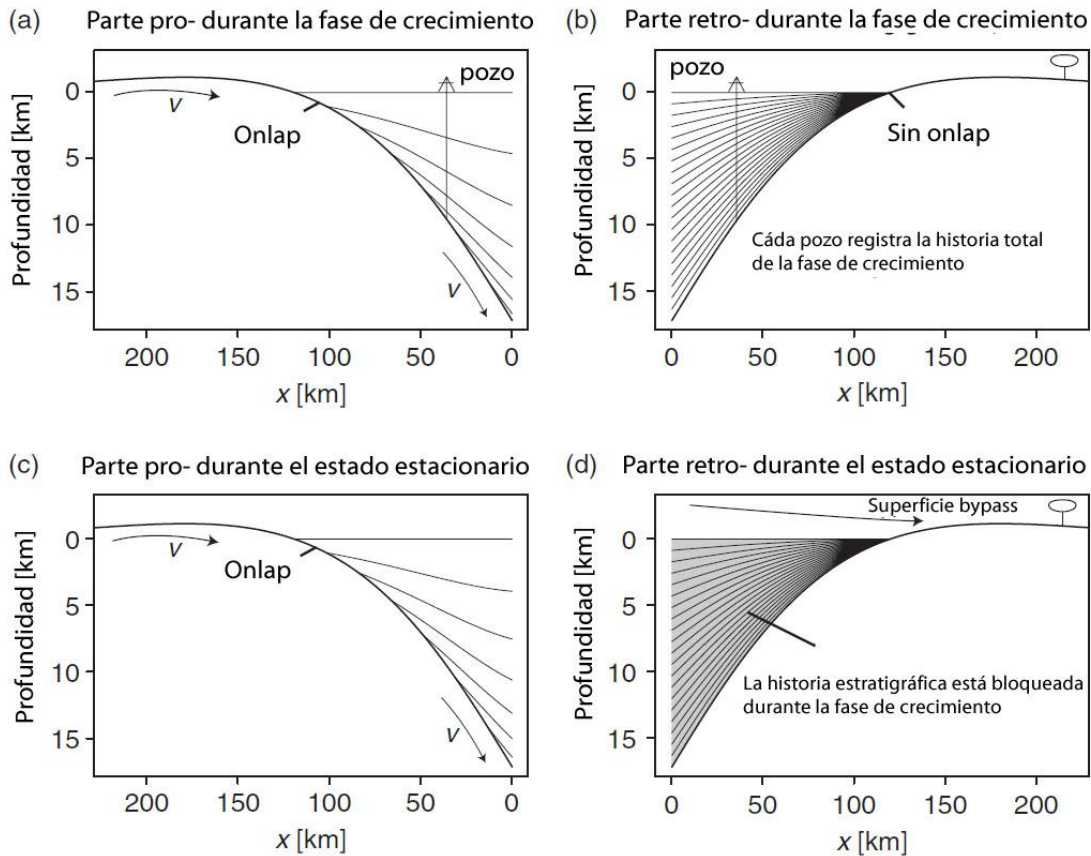 (a) Parte pro- durante la fase de crecimiento
pozo
v
Onlap
v
Profundidad [km]
0
5
10
15
200 150 100 50 0
x [km]
(b) Parte retro- durante la fase de crecimiento
pozo
Sin onlap
Cáda pozo registra la historia total
de la fase de crecimiento
Profundidad [km]
0
5
10
15
0 50 100 150 200
x [km]
(c) Parte pro- durante el estado estacionario
v
Onlap
v
Profundidad [km]
0
5
10
15
200 150 100 50 0
x [km]
(d) Parte retro- durante el estado estacionario
Superficie bypass
La historia estratigráfica está bloqueada
durante la fase de crecimiento
Profundidad [km]
0
5
10
15
0 50 100 150 200
x [km]